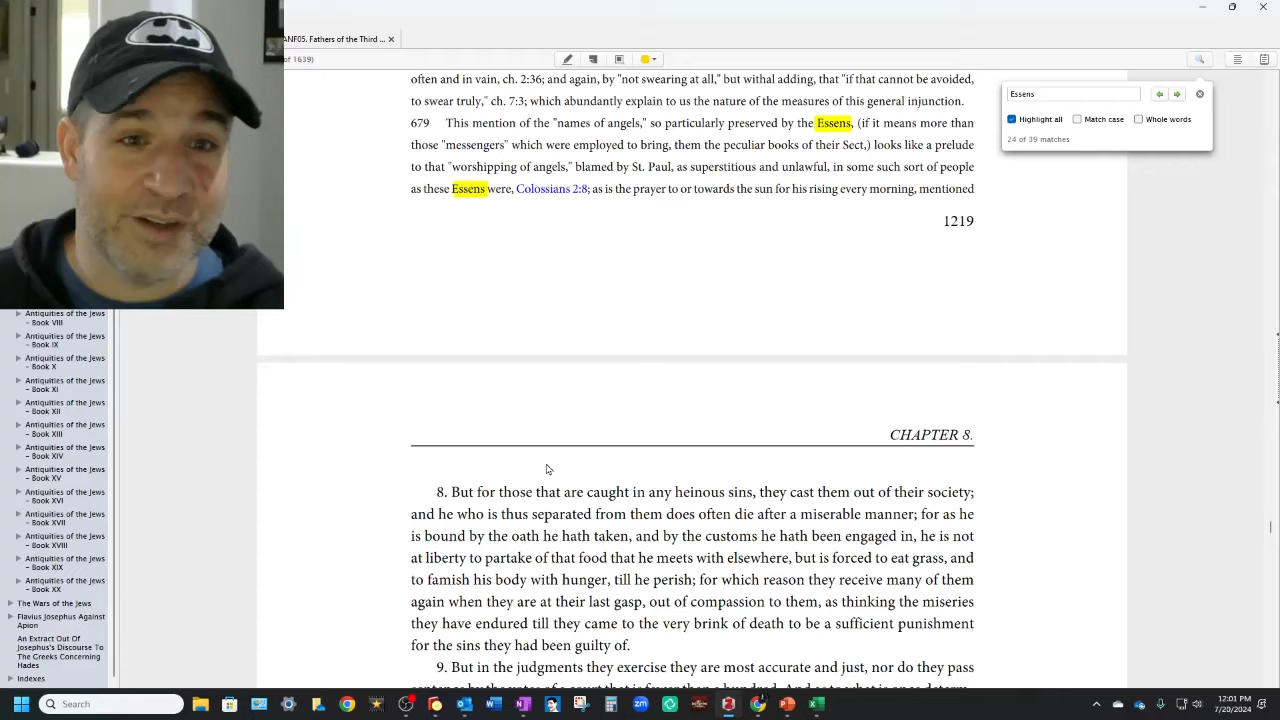 ANF05. Fathers of the Third ...
of 1639)
Essens
Highlight all
Match case
Whole words
24 of 39 matches
often and in vain, ch. 2:36; and again, by "not swearing at all," but withal adding, that "if that cannot be avoided,
to swear truly," ch. 7:3; which abundantly explain to us the nature of the measures of this general injunction.
679 This mention of the "names of angels," so particularly preserved by the Essens, (if it means more than
those "messengers" which were employed to bring, them the peculiar books of their Sect,) looks like a prelude
to that "worshipping of angels," blamed by St. Paul, as superstitious and unlawful, in some such sort of people
as these Essens were, Colossians 2:8; as is the prayer to or towards the sun for his rising every morning, mentioned
1219
Antiquities of the Jews
– Book VIII
Antiquities of the Jews
– Book IX
Antiquities of the Jews
– Book X
Antiquities of the Jews
– Book XI
Antiquities of the Jews
– Book XII
Antiquities of the Jews
– Book XIII
Antiquities of the Jews
– Book XIV
Antiquities of the Jews
– Book XV
Antiquities of the Jews
– Book XVI
Antiquities of the Jews
– Book XVII
Antiquities of the Jews
– Book XVIII
Antiquities of the Jews
– Book XIX
Antiquities of the Jews
– Book XX
The Wars of the Jews
Flavius Josephus Against
Apion
An Extract Out Of
Josephus's Discourse To
The Greeks Concerning
Hades
Indexes
CHAPTER 8.
8. But for those that are caught in any heinous sins, they cast them out of their society;
and he who is thus separated from them does often die after a miserable manner; for as he
is bound by the oath he hath taken, and by the customs he hath been engaged in, he is not
at liberty to partake of that food that he meets with elsewhere, but is forced to eat grass, and
to famish his body with hunger, till he perish; for which reason they receive many of them
again when they are at their last gasp, out of compassion to them, as thinking the miseries
they have endured till they came to the very brink of death to be a sufficient punishment
for the sins they had been guilty of.
9. But in the judgments they exercise they are most accurate and just, nor do they pass
Search
zm
12:01 PM
7/20/2024